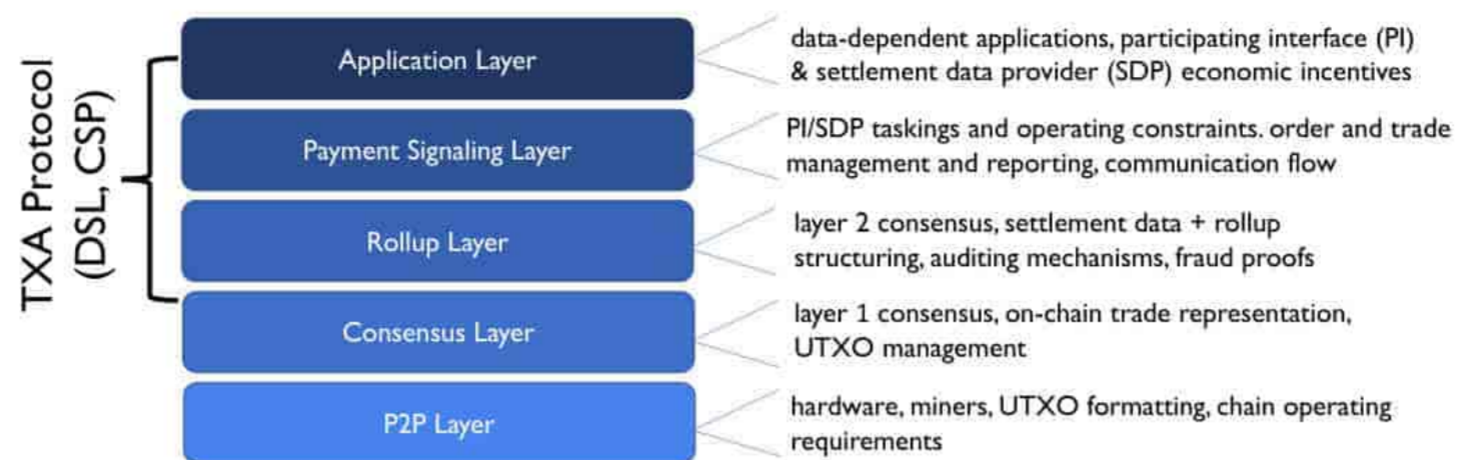 TXA Protocol
(DSL, CSP)
Application Layer
data-dependent applications, participating interface (PI)
& settlement data provider (SDP) economic incentives
Payment Signaling Layer
PI/SDP taskings and operating constraints. order and trade
management and reporting, communication flow
Rollup Layer
layer 2 consensus, settlement data + rollup
structuring, auditing mechanisms, fraud proofs
Consensus Layer
layer 1 consensus, on-chain trade representation,
UTXO management
P2P Layer
hardware, miners, UTXO formatting, chain operating
requirements